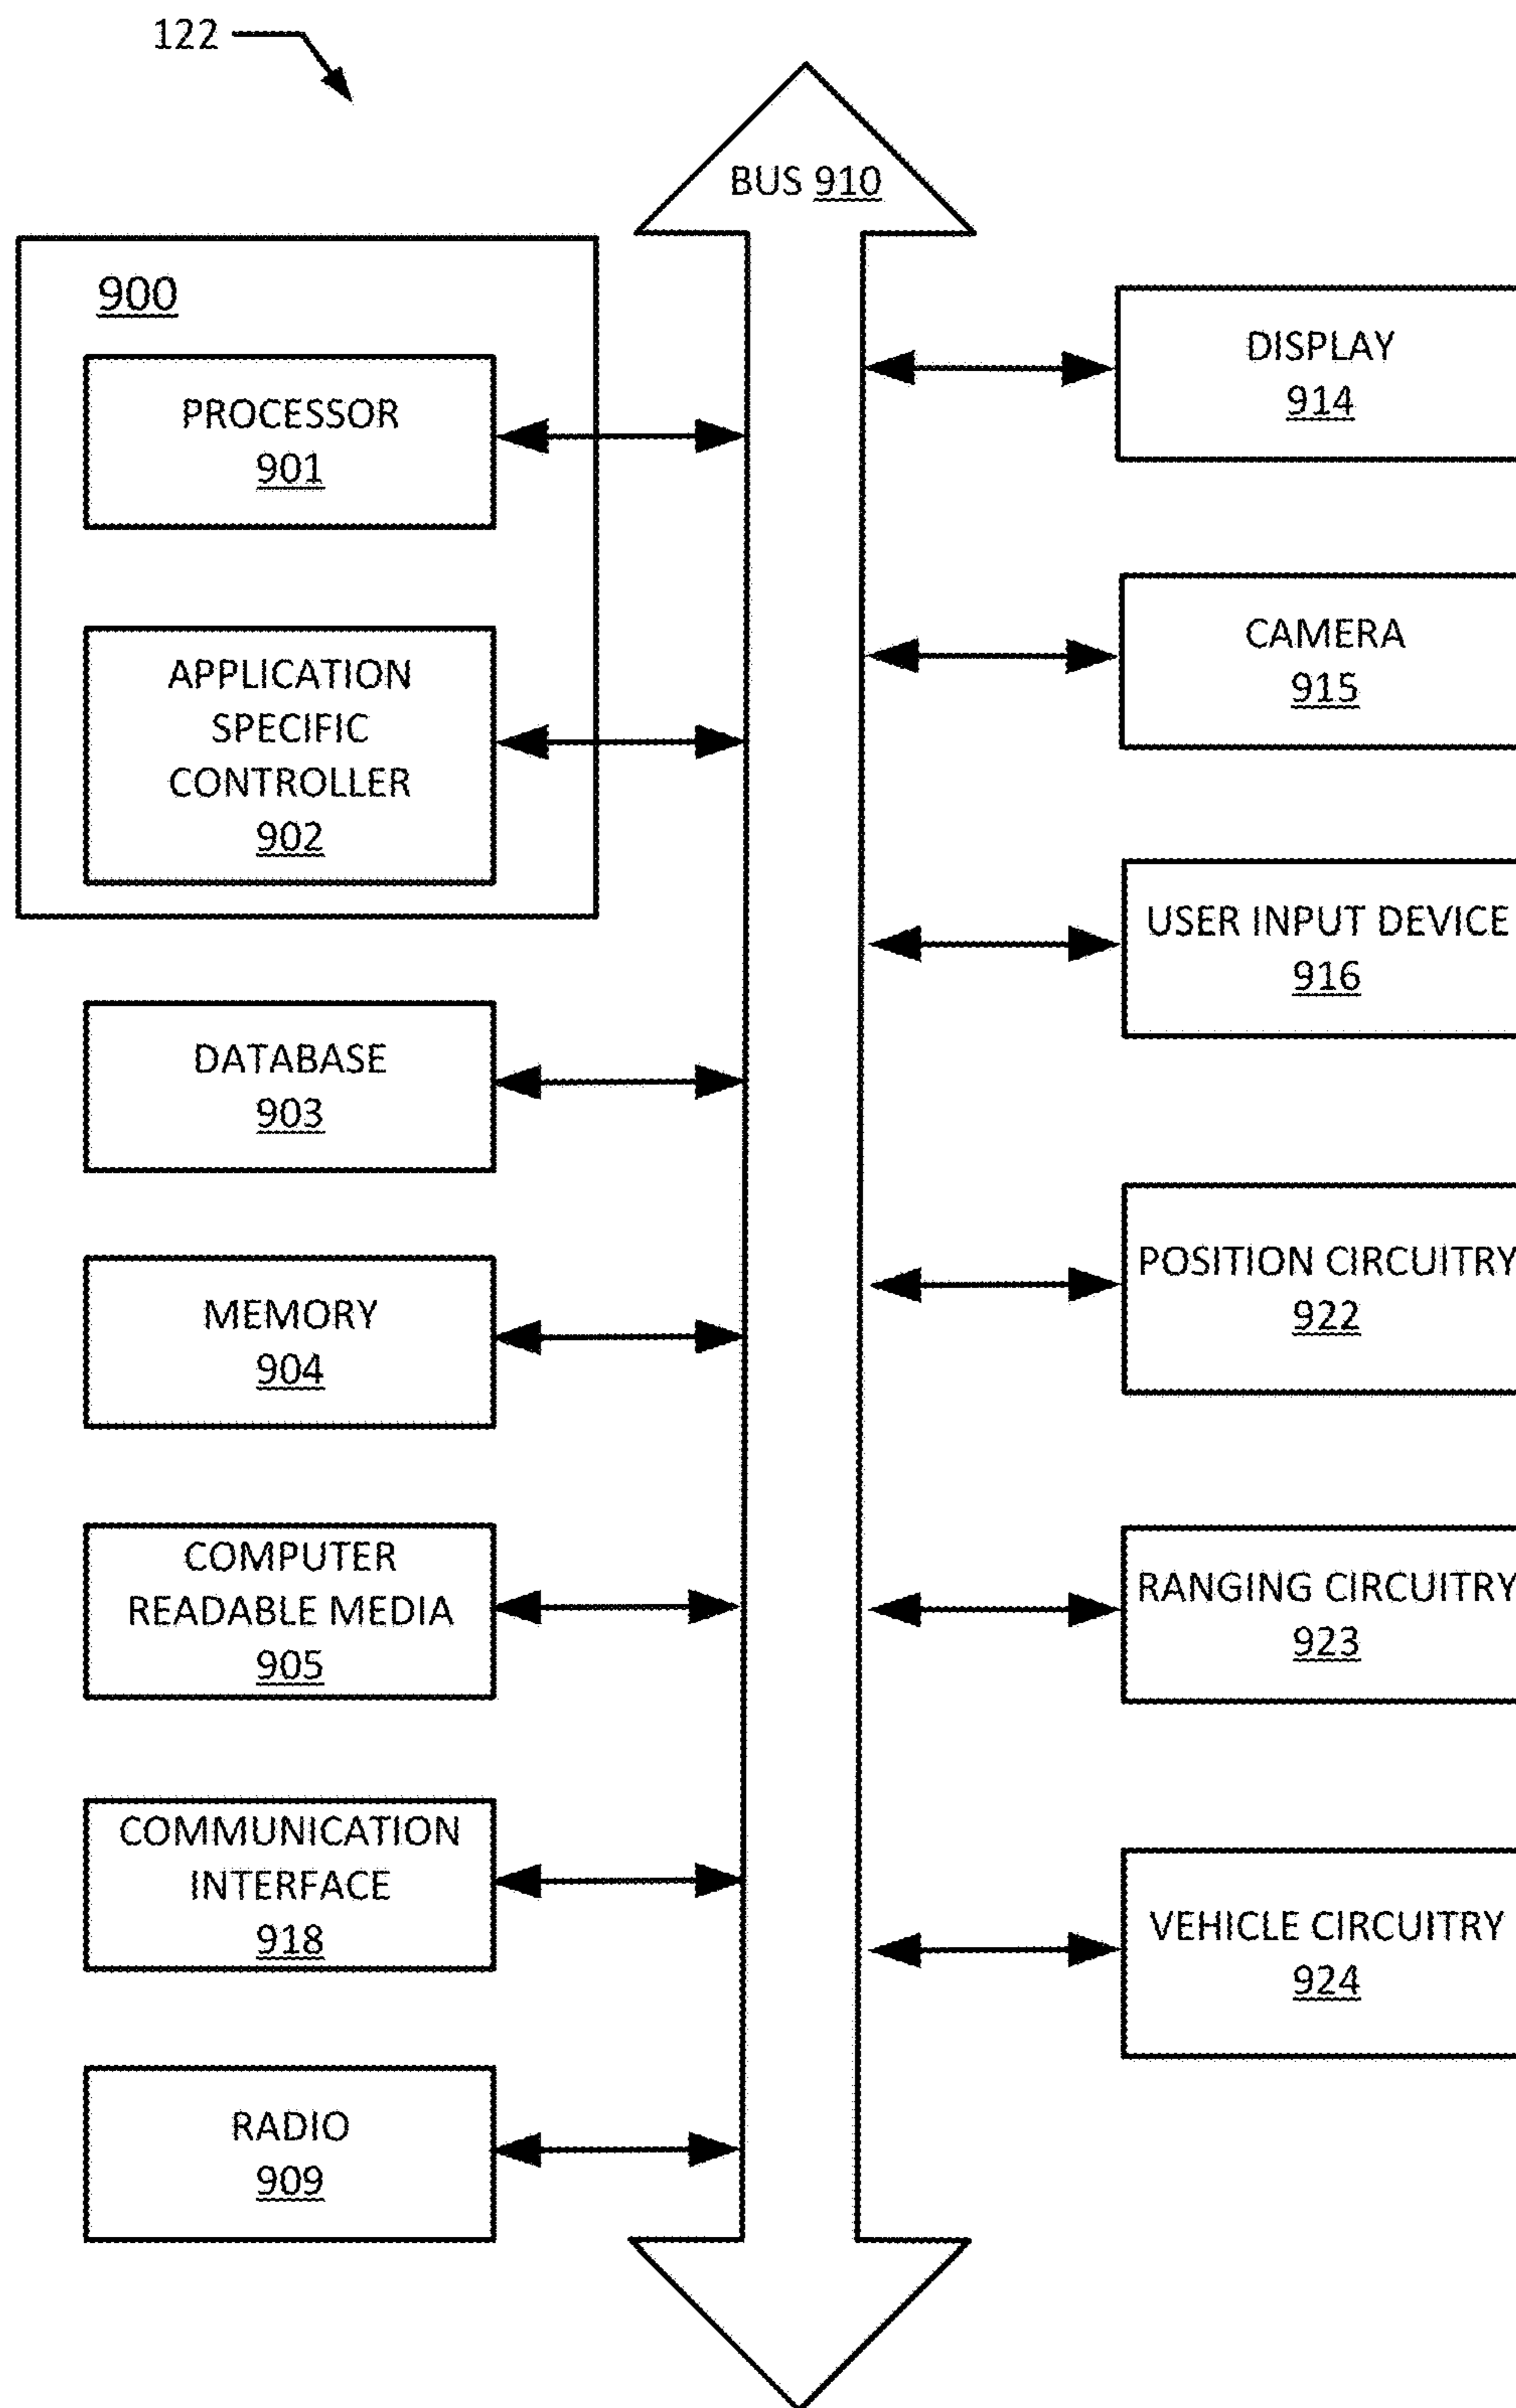 122
BUS 910
900
PROCESSOR
901
APPLICATION
SPECIFIC
CONTROLLER
902
DATABASE
903
MEMORY
904
COMPUTER
READABLE MEDIA
905
COMMUNICATION
INTERFACE
918
RADIO
909
DISPLAY
914
CAMERA
915
USER INPUT DEVICE
916
POSITION CIRCUITRY
922
RANGING CIRCUITRY
923
VEHICLE CIRCUITRY
924